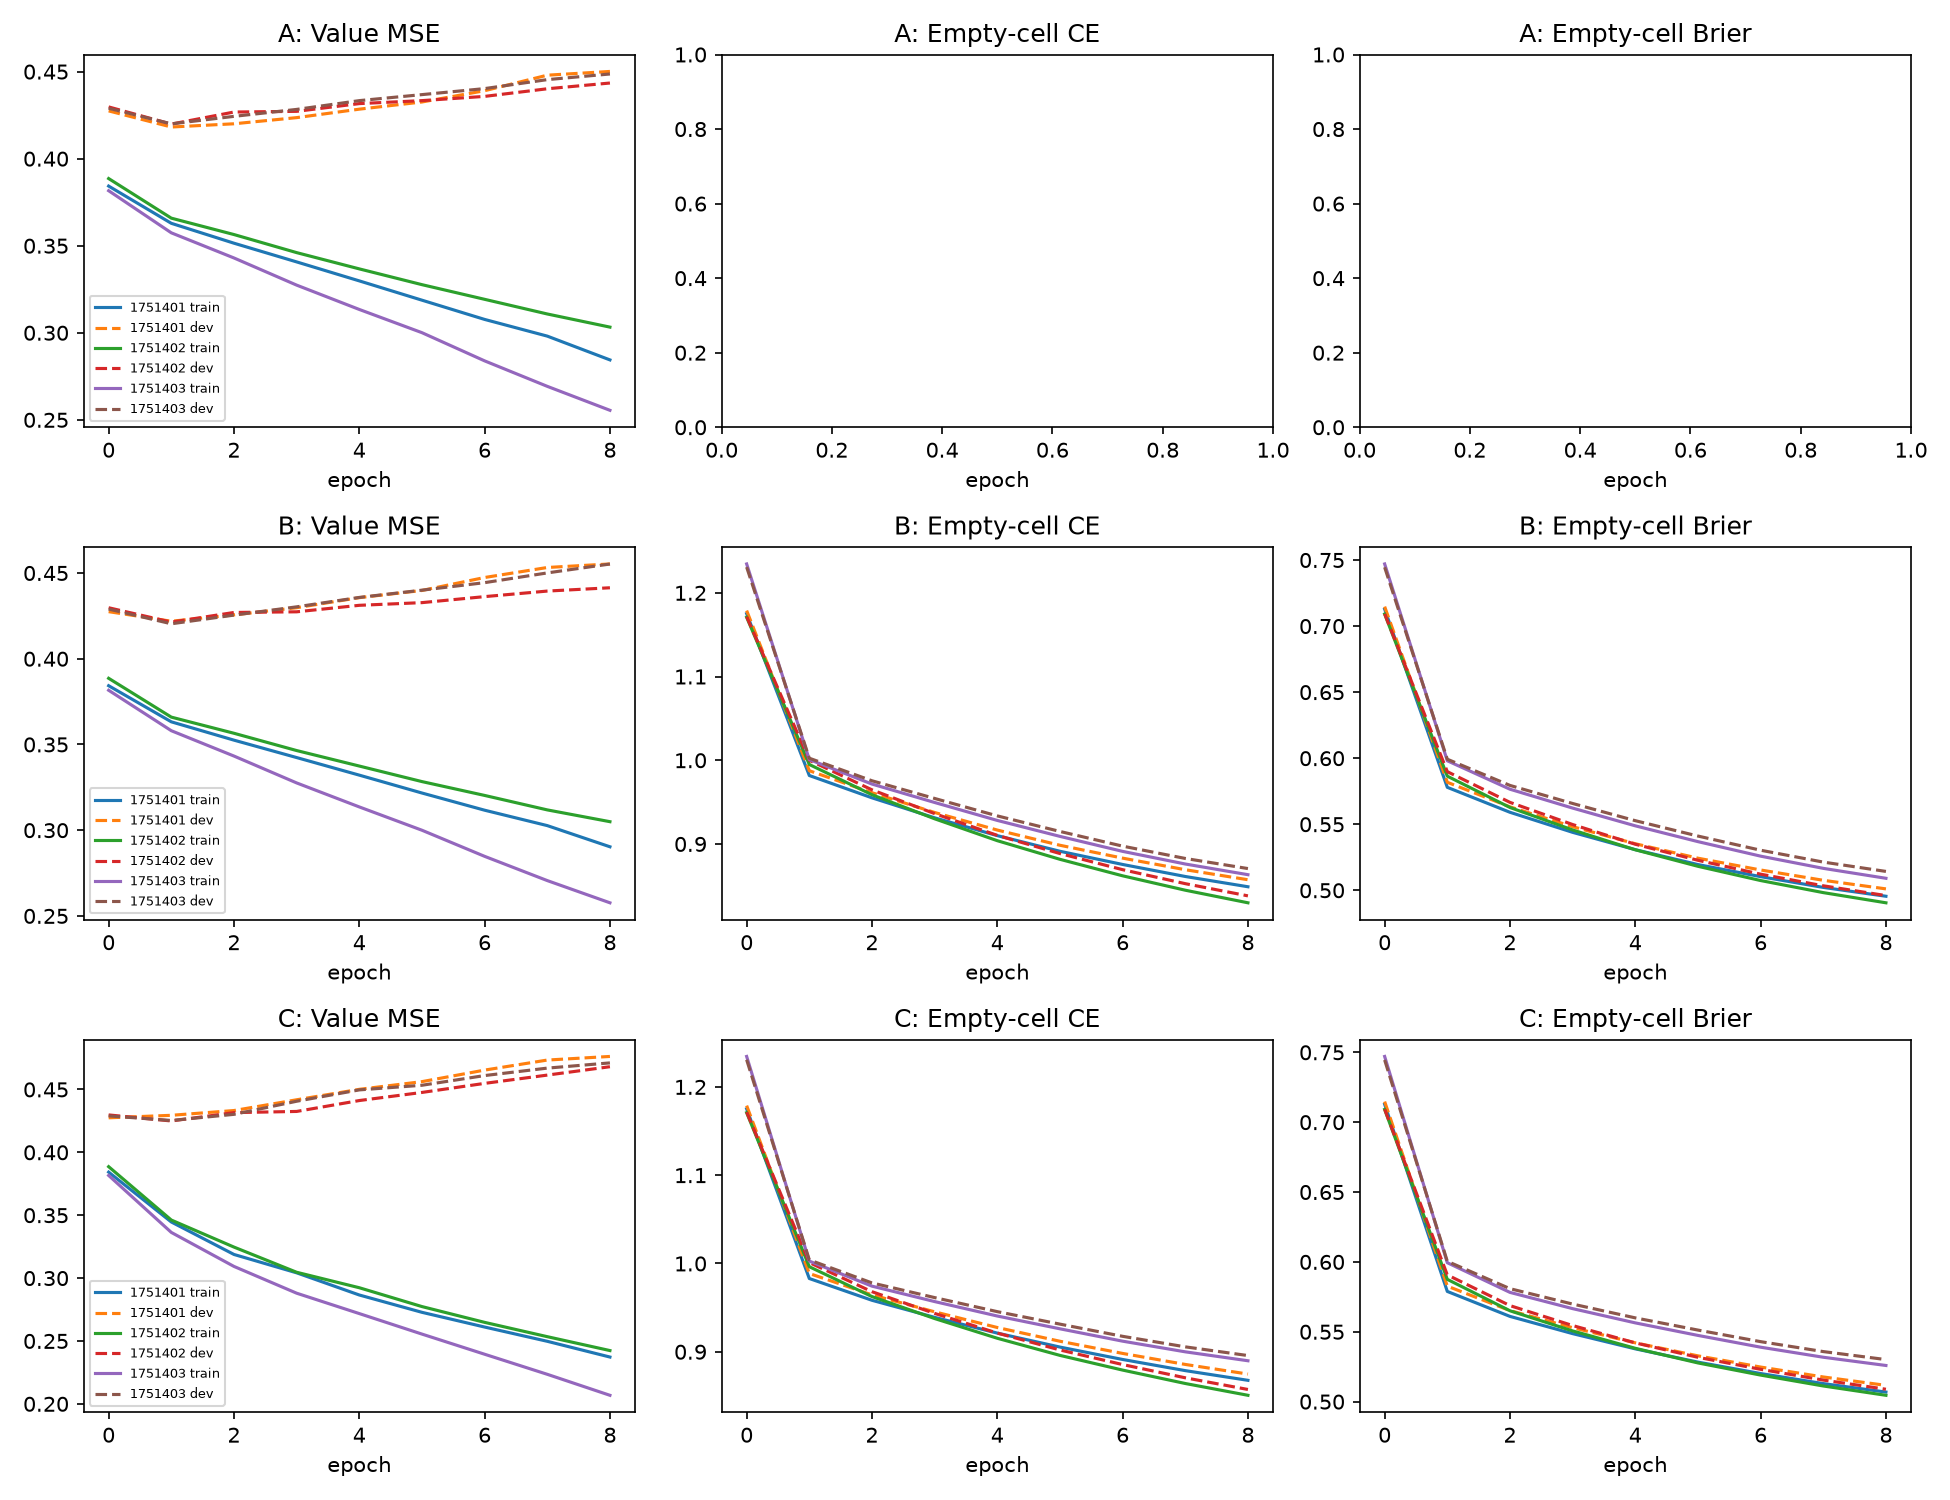 A: Value MSE
0.45
0.40
0.35
0.30
0.25
1751401 train
1751401 dev
1751402 train
1751402 dev
1751403 train
1751403 dev
0 2 4 6 8
epoch
A: Empty-cell CE
1.0
0.8
0.6
0.4
0.2
0.0
0.0 0.2 0.4 0.6 0.8 1.0
epoch
A: Empty-cell Brier
1.0
0.8
0.6
0.4
0.2
0.0
0.0 0.2 0.4 0.6 0.8 1.0
epoch
B: Value MSE
0.45
0.40
0.35
0.30
0.25
1751401 train
1751401 dev
1751402 train
1751402 dev
1751403 train
1751403 dev
0 2 4 6 8
epoch
B: Empty-cell CE
1.2
1.1
1.0
0.9
0 2 4 6 8
epoch
B: Empty-cell Brier
0.75
0.70
0.65
0.60
0.55
0.50
0 2 4 6 8
epoch
C: Value MSE
0.45
0.40
0.35
0.30
0.25
0.20
1751401 train
1751401 dev
1751402 train
1751402 dev
1751403 train
1751403 dev
0 2 4 6 8
epoch
C: Empty-cell CE
1.2
1.1
1.0
0.9
0 2 4 6 8
epoch
C: Empty-cell Brier
0.75
0.70
0.65
0.60
0.55
0.50
0 2 4 6 8
epoch